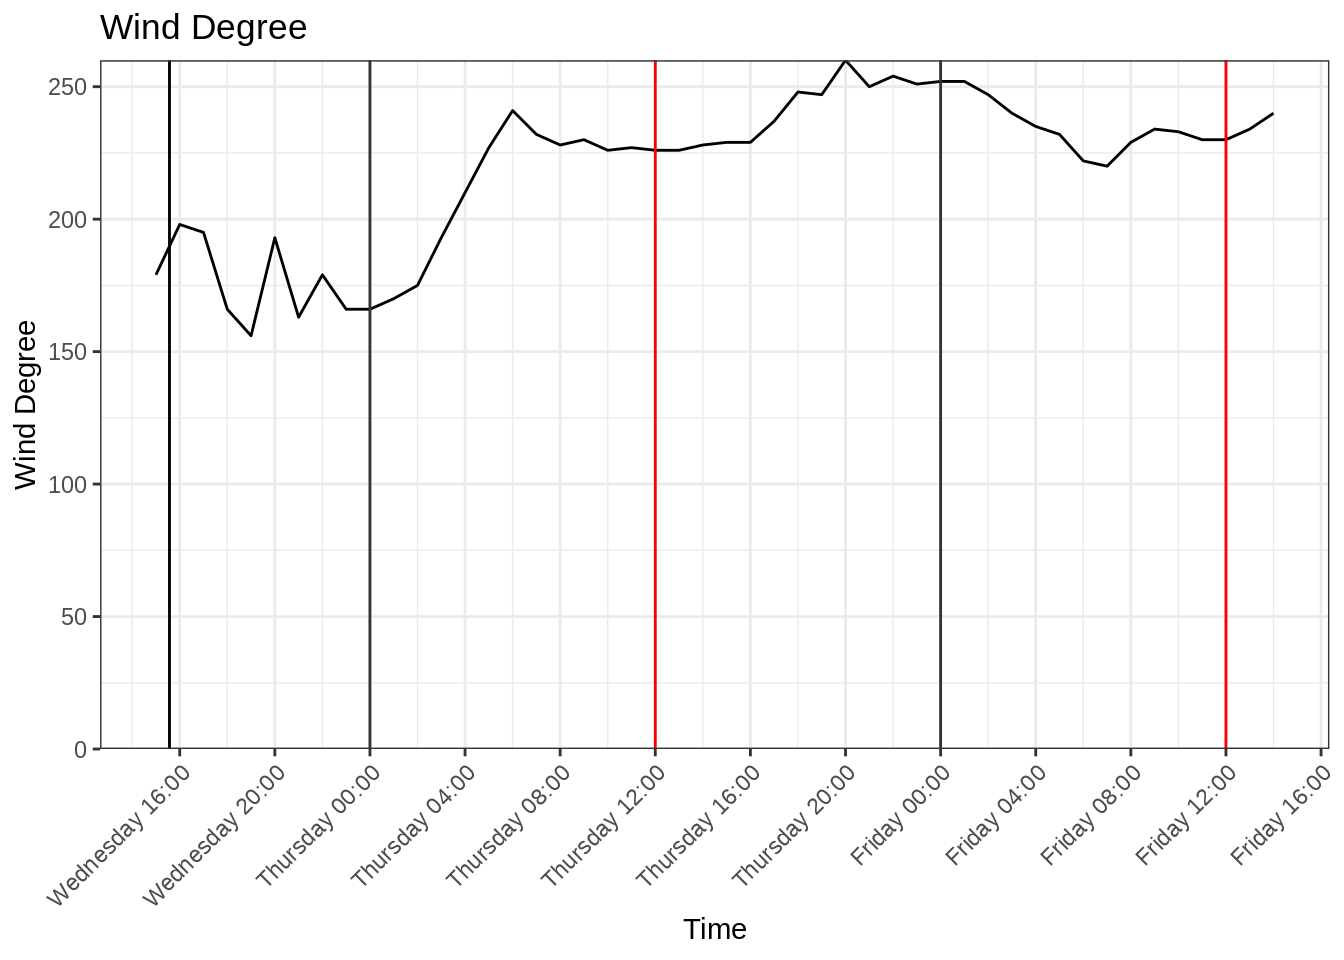 Wind Degree
Wind Degree
250
200
150
100
50
0
Wednesday 16:00
Wednesday 20:00
Thursday 00:00
Thursday 04:00
Thursday 08:00
Thursday 12:00
Thursday 16:00
Thursday 20:00
Friday 00:00
Friday 04:00
Friday 08:00
Friday 12:00
Friday 16:00
Time